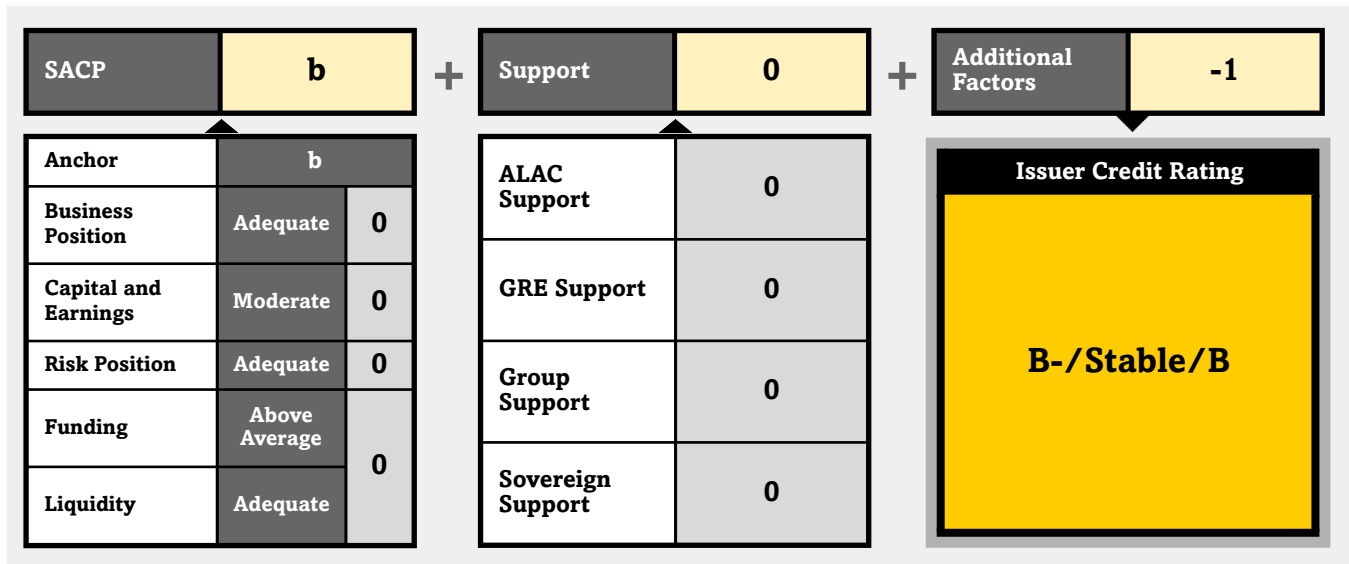 SACP b + Support 0 + Additional Factors -1
Anchor b
Business Position Adequate 0
Capital and Earnings Moderate 0
Risk Position Adequate 0
Funding Above Average 0
Liquidity Adequate
ALAC Support 0
GRE Support 0
Group Support 0
Sovereign Support 0
Issuer Credit Rating
B-/Stable/B